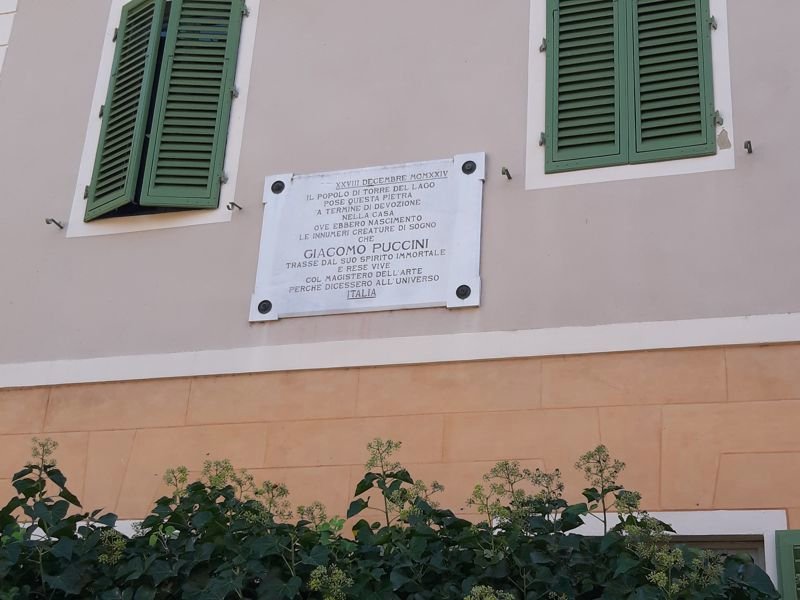 XXVIII DECEMBRE MCMXXIV
IL POPOLO DI TORRE DEL LAGO
POSE QUESTA PIETRA
A TERMINE DI DEVOZIONE
NELLA CASA
OVE EBBERO NASCIMENTO
LE INNUMERI CREATURE DI SOGNO
CHE
GIACOMO PUCCINI
TRASSE DAL SUO SPIRITO IMMORTALE
E RESE VIVE
COL MAGISTERO DELL'ARTE
PERCHE DICESSERO ALL'UNIVERSO
ITALIA